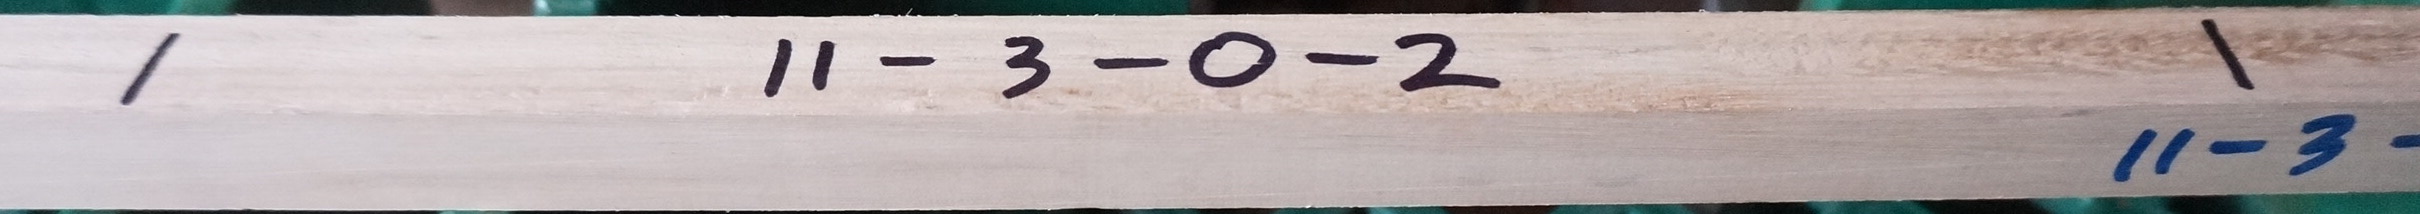 / 11 - 3 - 0 - 2 \
11 - 3 -